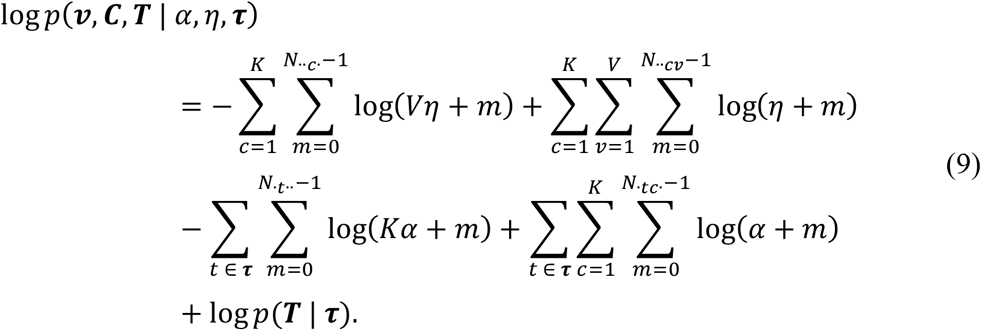 log p(𝒗, 𝑪, 𝑻 | α, η, 𝝉)
= − ∑_{c=1}^{K} ∑_{m=0}^{N_{··c·}−1} log(Vη + m) + ∑_{c=1}^{K} ∑_{v=1}^{V} ∑_{m=0}^{N_{··cv}−1} log(η + m)
− ∑_{t∈𝝉} ∑_{m=0}^{N_{·t··}−1} log(Kα + m) + ∑_{t∈𝝉} ∑_{c=1}^{K} ∑_{m=0}^{N_{·tc·}−1} log(α + m) (9)
+ log p(𝑻 | 𝝉).